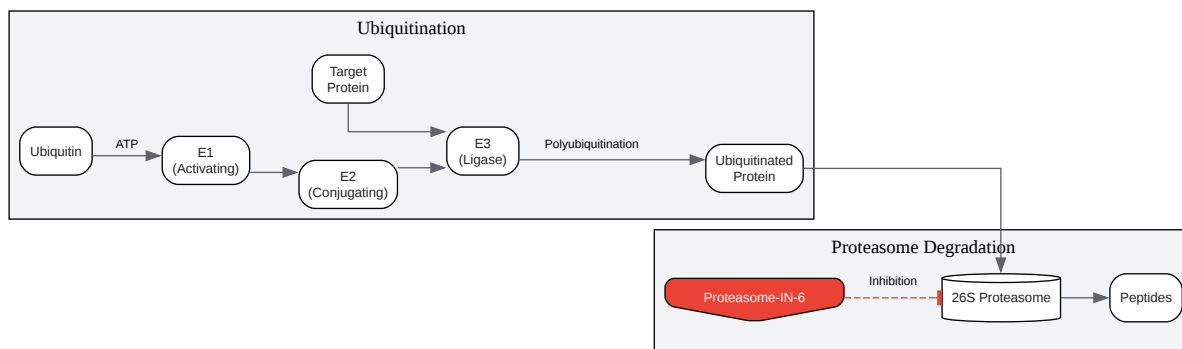 Ubiquitination
Target
Protein
Ubiquitin
ATP
E1
(Activating)
E2
(Conjugating)
E3
(Ligase)
Polyubiquitination
Ubiquitinated
Protein
Proteasome Degradation
Proteasome-IN-6
Inhibition
26S Proteasome
Peptides